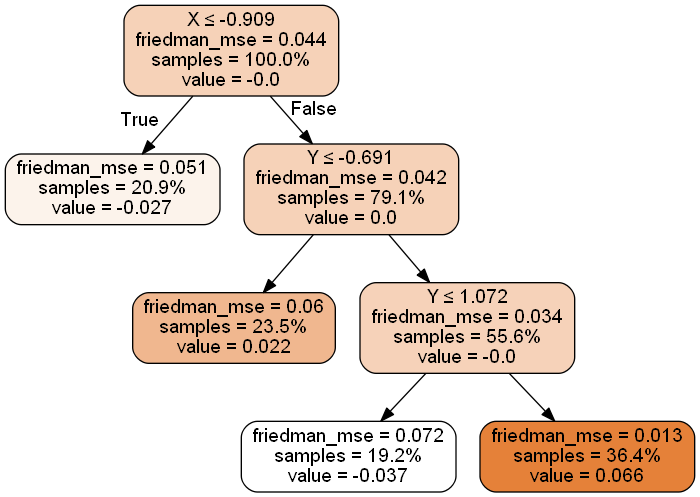 X ≤ -0.909
friedman_mse = 0.044
samples = 100.0%
value = -0.0
True
False
friedman_mse = 0.051
samples = 20.9%
value = -0.027
Y ≤ -0.691
friedman_mse = 0.042
samples = 79.1%
value = 0.0
friedman_mse = 0.06
samples = 23.5%
value = 0.022
Y ≤ 1.072
friedman_mse = 0.034
samples = 55.6%
value = -0.0
friedman_mse = 0.072
samples = 19.2%
value = -0.037
friedman_mse = 0.013
samples = 36.4%
value = 0.066